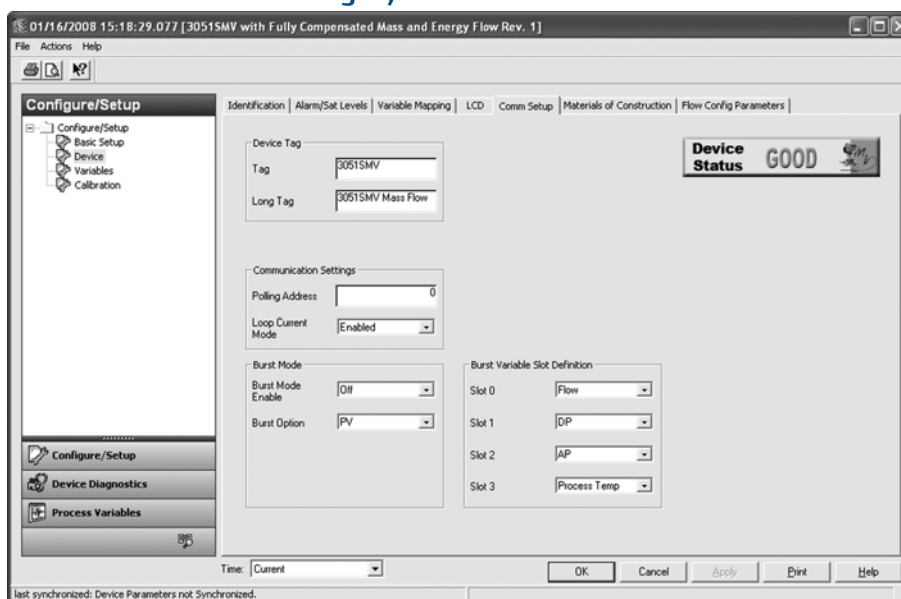 01/16/2008 15:18:29.077 [3051SMV with Fully Compensated Mass and Energy Flow Rev. 1]
File Actions Help
Configure/Setup
Configure/Setup
Basic Setup
Device
Variables
Calibration
Configure/Setup
Device Diagnostics
Process Variables
Identification Alarm/Sat Levels Variable Mapping LCD Comm Setup Materials of Construction Flow Config Parameters
Device Tag
Tag 3051SMV
Long Tag 3051SMV Mass Flow
Device Status GOOD
Communication Settings
Polling Address 0
Loop Current Mode Enabled
Burst Mode
Burst Mode Enable Off
Burst Option PV
Burst Variable Slot Definition
Slot 0 Flow
Slot 1 DP
Slot 2 AP
Slot 3 Process Temp
Time: Current
OK Cancel Apply Print Help
last synchronized: Device Parameters not Synchronized.